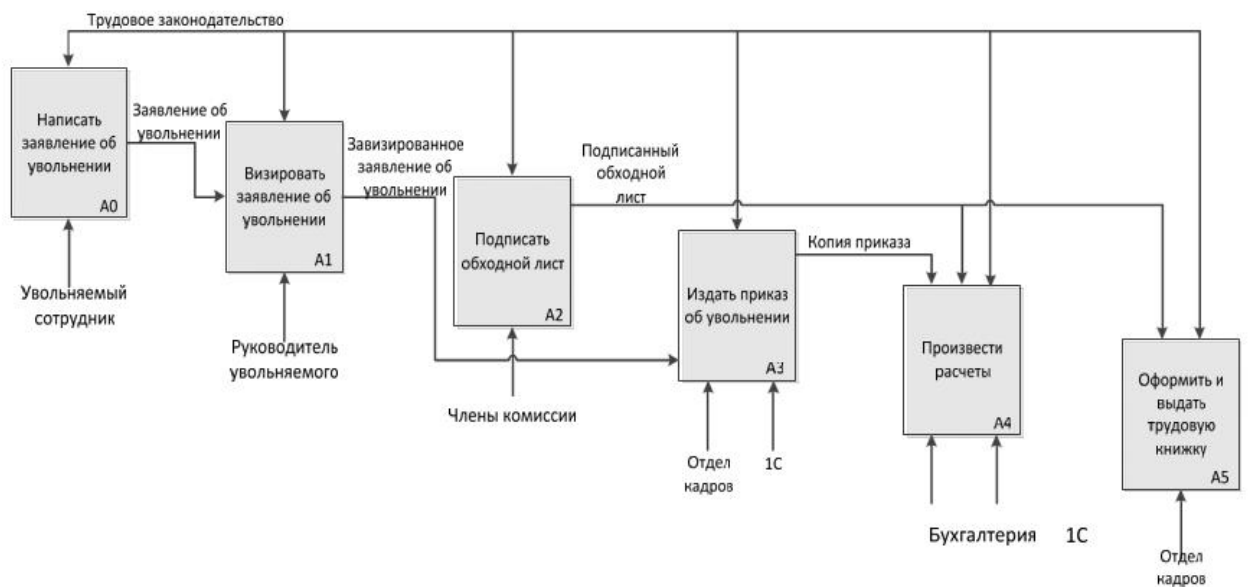 Трудовое законодательство
Написать
заявление об
увольнении
A0
Заявление об
увольнении
Визировать
заявление об
увольнении
A1
Завизированное
заявление об
увольнении
Подписать
обходной лист
A2
Подписанный
обходной
лист
Издать приказ
об увольнении
A3
Копия приказа
Произвести
расчеты
A4
Оформить и
выдать
трудовую
книжку
A5
Увольняемый
сотрудник
Руководитель
увольняемого
Члены комиссии
Отдел
кадров
1С
Бухгалтерия
1С
Отдел
кадров